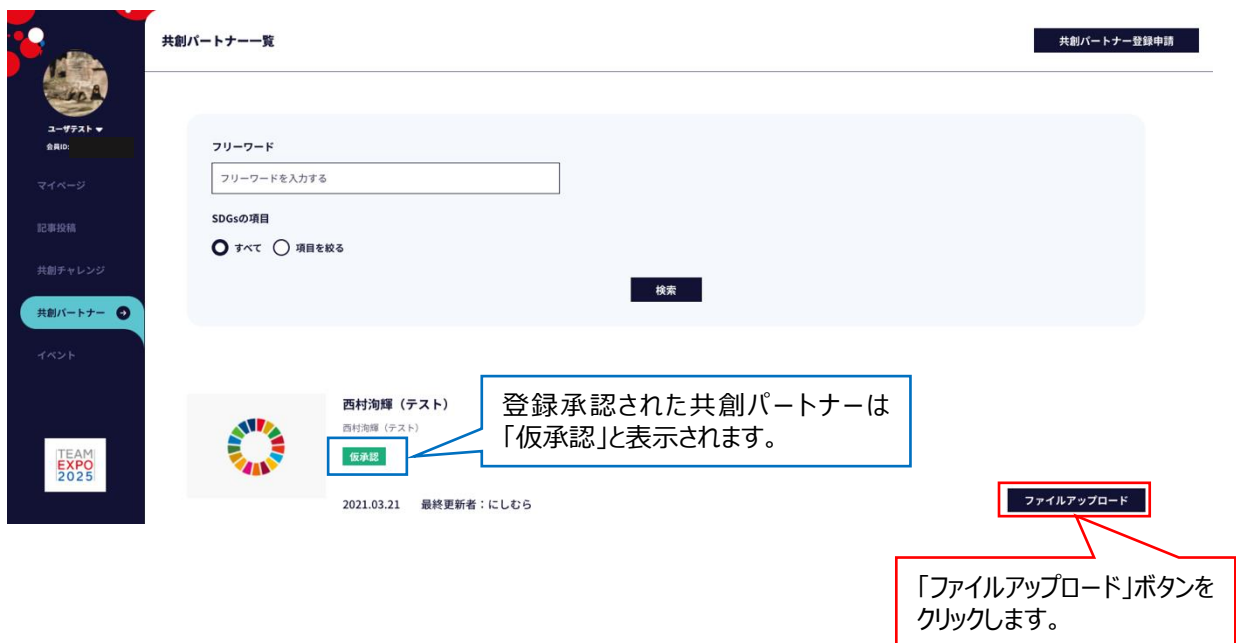 共創パートナー一覧
共創パートナー登録申請
ユーザテスト
会員ID:
マイページ
記事投稿
共創チャレンジ
共創パートナー
イベント
TEAM
EXPO
2025
フリーワード
フリーワードを入力する
SDGsの項目
すべて 項目を絞る
検索
西村洵輝（テスト）
西村洵輝（テスト）
仮承認
2021.03.21 最終更新者：にしむら
登録承認された共創パートナーは
「仮承認」と表示されます。
ファイルアップロード
「ファイルアップロード」ボタンを
クリックします。